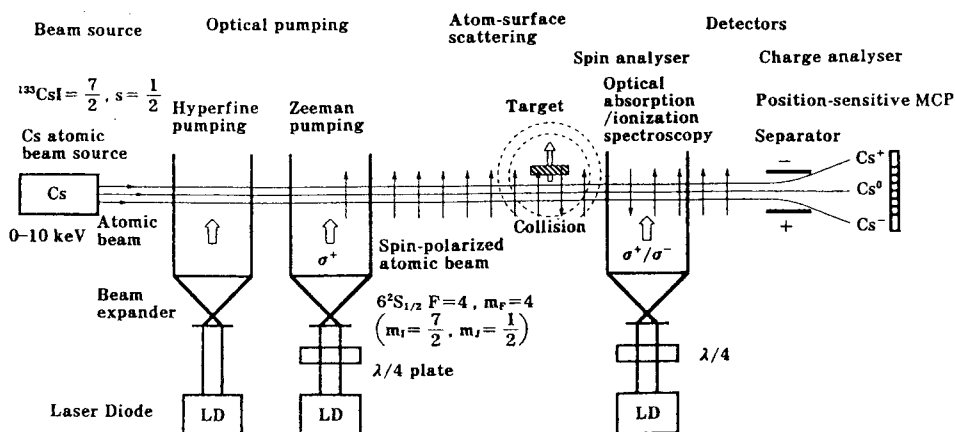 Beam source
Optical pumping
Atom-surface
scattering
Detectors
Spin analyser
Charge analyser
¹³³CsI= 7/2 , s= 1/2
Hyperfine
pumping
Zeeman
pumping
Target
Optical
absorption
/ionization
spectroscopy
Position-sensitive MCP
Cs atomic
beam source
Separator
Cs
0–10 keV
Atomic
beam
σ⁺
Spin-polarized
atomic beam
Collision
σ⁺/σ⁻
−
+
Cs⁺
Cs⁰
Cs⁻
Beam
expander
6²S₁/₂ F=4 , m_F=4
(m_I= 7/2 , m_J= 1/2)
λ/4 plate
λ/4
Laser Diode
LD
LD
LD